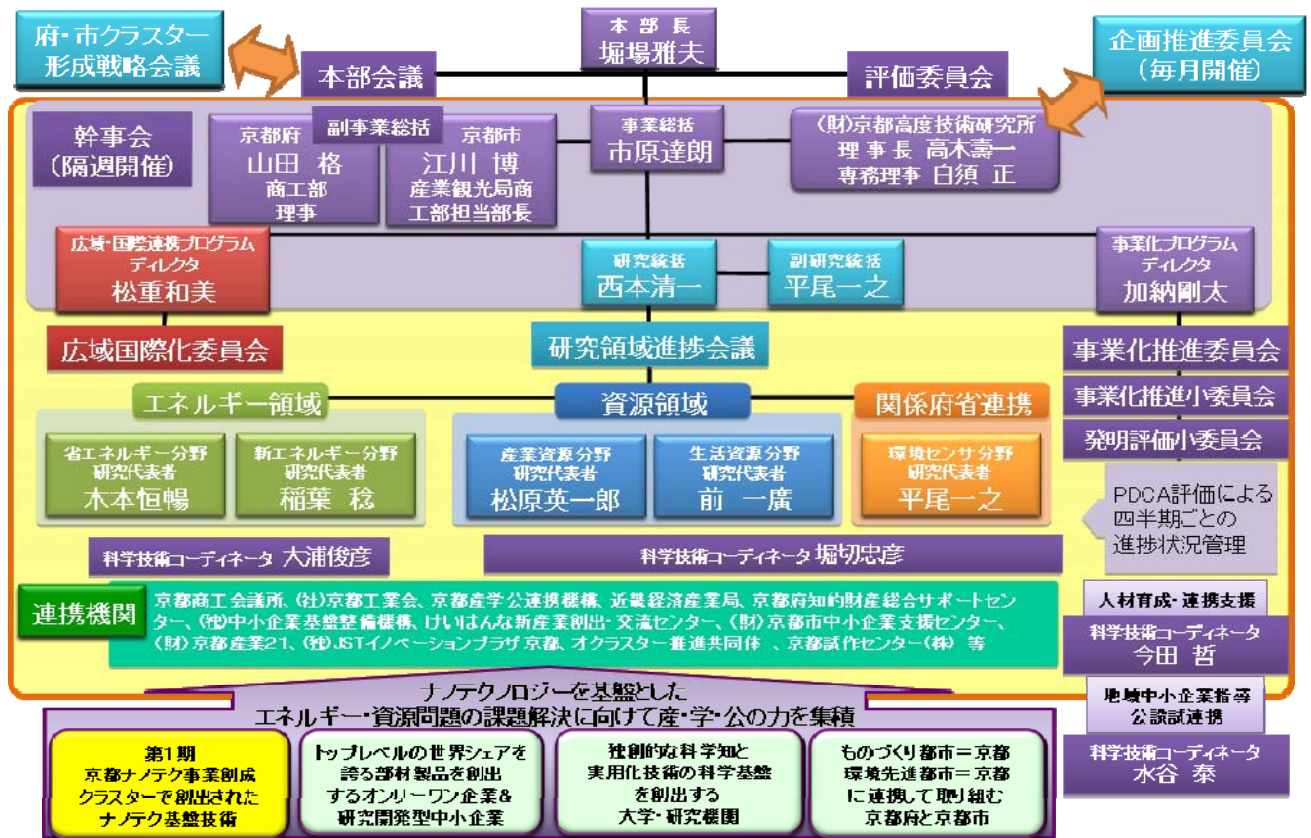 府・市クラスター
形成戦略会議
本部会議
本部長
堀場雅夫
評価委員会
企画推進委員会
（毎月開催）
幹事会
（隔週開催）
副事業総括
京都府
山田 格
商工部
理事
京都市
江川 博
産業観光局商
工部担当部長
事業総括
市原達朗
（財）京都高度技術研究所
理事長 高木壽一
専務理事 白須 正
広域・国際連携プログラム
ディレクタ
松重和美
研究統括
西本清一
副研究統括
平尾一之
事業化プログラム
ディレクタ
加納剛太
広域国際化委員会
研究領域進捗会議
事業化推進委員会
事業化推進小委員会
発明評価小委員会
エネルギー領域
資源領域
関係府省連携
省エネルギー分野
研究代表者
木本恒暢
新エネルギー分野
研究代表者
稲葉 稔
産業資源分野
研究代表者
松原英一郎
生活資源分野
研究代表者
前 一廣
環境センサ分野
研究代表者
平尾一之
PDCA評価による
四半期ごとの
進捗状況管理
科学技術コーディネータ 大浦俊彦
科学技術コーディネータ 堀切忠彦
連携機関
京都商工会議所、（社）京都工業会、京都産学公連携機構、近畿経済産業局、京都府知的財産総合サポートセン
ター、（独）中小企業基盤整備機構、けいはんな新産業創出・交流センター、（財）京都市中小企業支援センター、
（財）京都産業21、（独）JSTイノベーションプラザ京都、オクラスター推進共同体 、京都試作センター（株） 等
人材育成・連携支援
科学技術コーディネータ
今田 哲
地域中小企業指導
公設試連携
科学技術コーディネータ
水谷 泰
ナノテクノロジーを基盤とした
エネルギー・資源問題の課題解決に向けて産・学・公の力を集積
第1期
京都ナノテク事業創成
クラスターで創出された
ナノテク基盤技術
トップレベルの世界シェアを
誇る部材製品を創出
するオンリーワン企業&
研究開発型中小企業
独創的な科学知と
実用化技術の科学基盤
を創出する
大学・研究機関
ものづくり都市＝京都
環境先進都市＝京都
に連携して取り組む
京都府と京都市